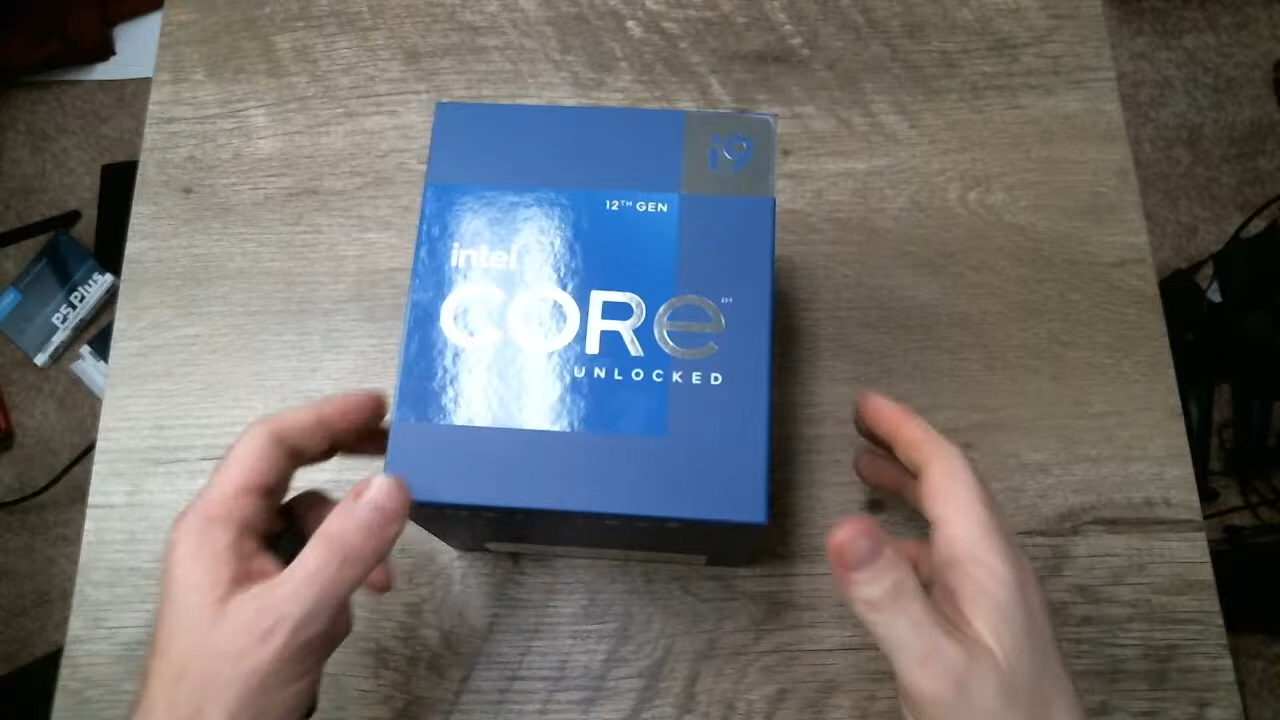 i9
12TH GEN
intel
CORe
UNLOCKED
P5 Plus